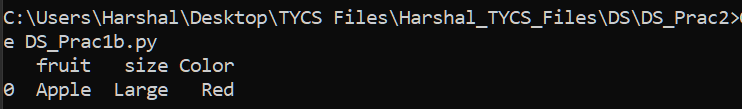 C:\Users\Harshal\Desktop\TYCS Files\Harshal_TYCS_Files\DS\DS_Prac2>
e DS_Prac1b.py
fruit size Color
0 Apple Large Red